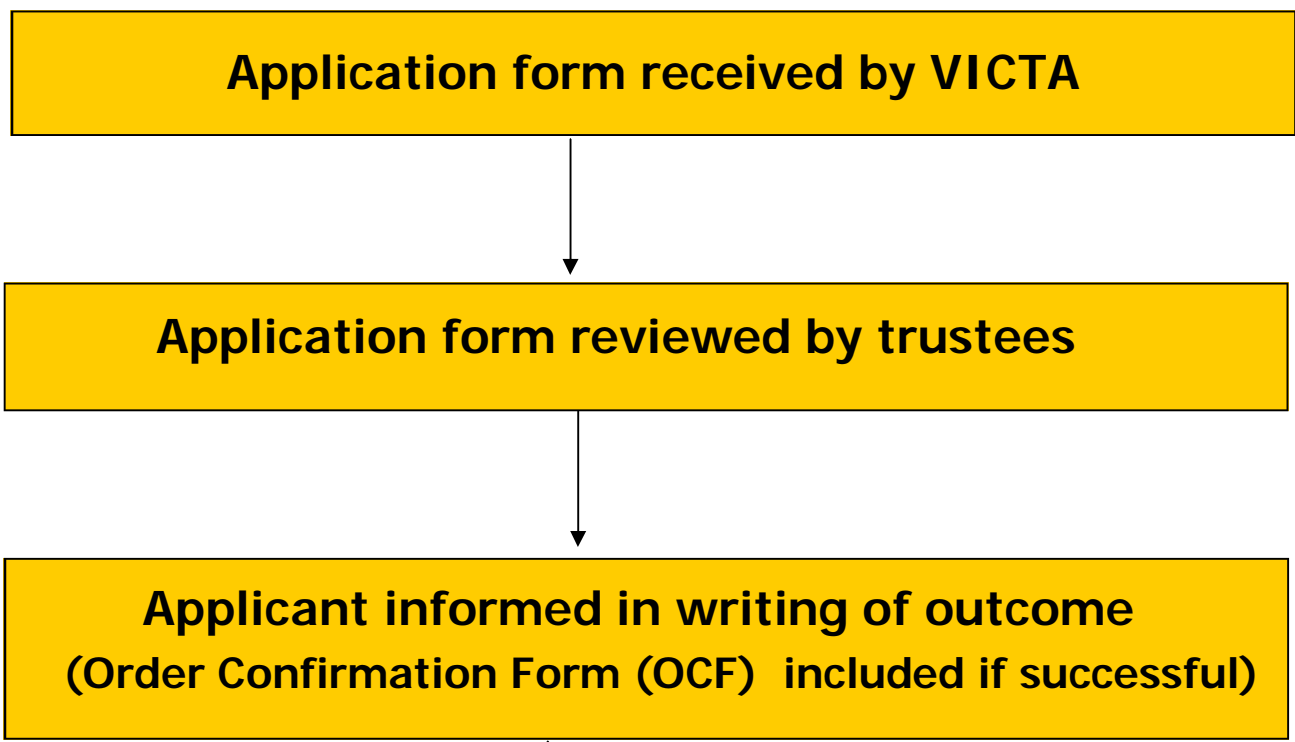 Application form received by VICTA
Application form reviewed by trustees
Applicant informed in writing of outcome
(Order Confirmation Form (OCF) included if successful)